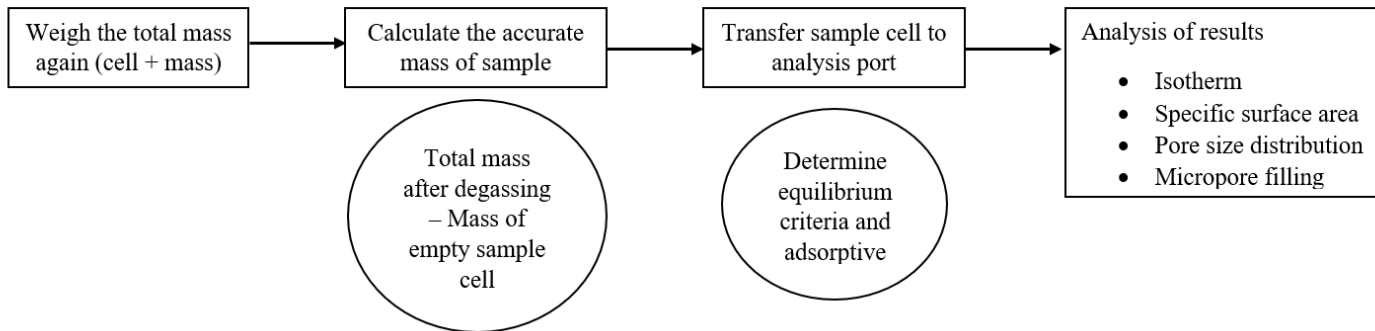 Weigh the total mass
again (cell + mass)
Calculate the accurate
mass of sample
Transfer sample cell to
analysis port
Analysis of results
• Isotherm
• Specific surface area
• Pore size distribution
• Micropore filling
Total mass
after degassing
– Mass of
empty sample
cell
Determine
equilibrium
criteria and
adsorptive